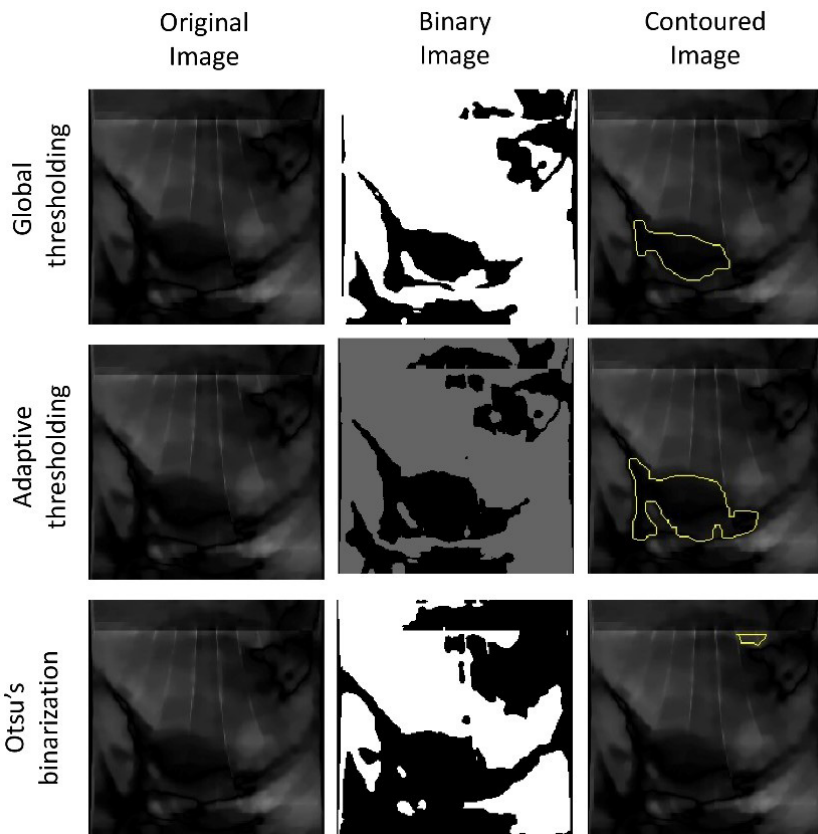 Original
Image
Binary
Image
Contoured
Image
Global
thresholding
Adaptive
thresholding
Otsu's
binarization